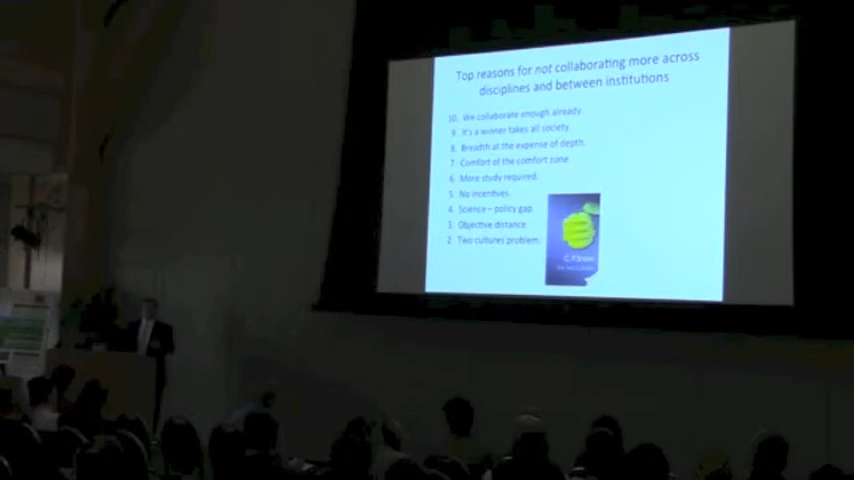 Top reasons for not collaborating more across
disciplines and between institutions
10. We collaborate enough already.
9. It's a winner takes all society.
8. Breadth at the expense of depth.
7. Comfort of the comfort zone.
6. More study required.
5. No incentives.
4. Science – policy gap.
3. Objective distance
2. Two cultures problem.
C. P. Snow